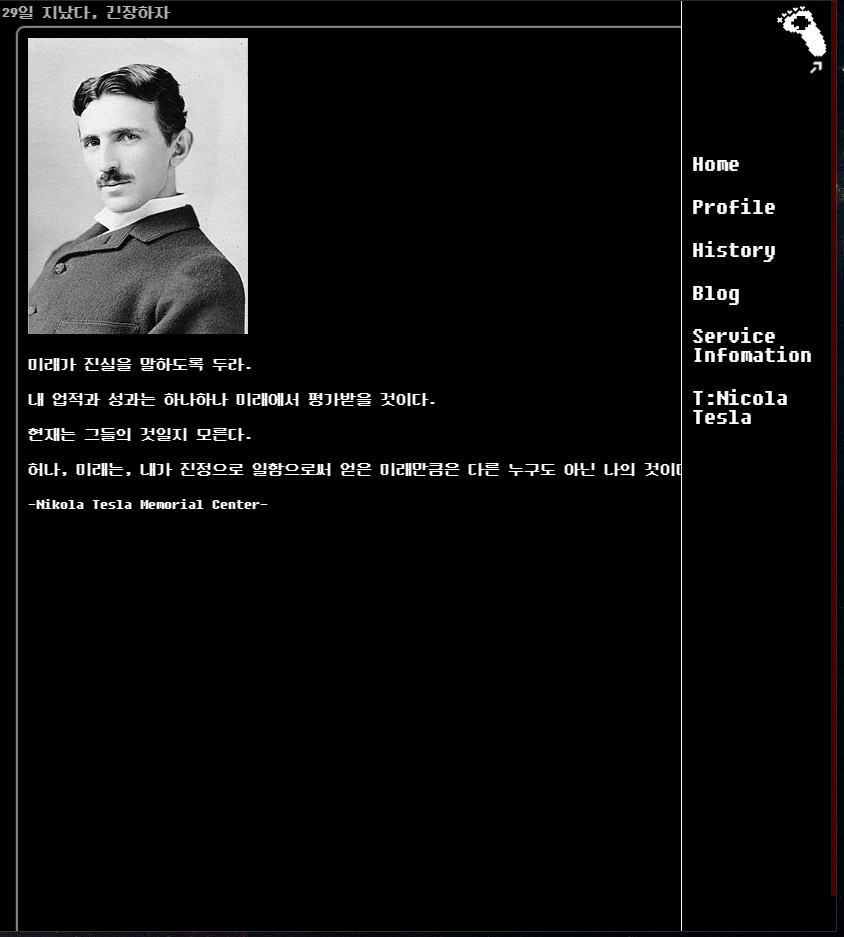 29일 지났다, 긴장하자
미래가 진실을 말하도록 두라.
내 업적과 성과는 하나하나 미래에서 평가받을 것이다.
현재는 그들의 것일지 모른다.
허나, 미래는, 내가 진정으로 일함으로써 얻은 미래만큼은 다른 누구도 아닌 나의
-Nikola Tesla Memorial Center-
Home
Profile
History
Blog
Service
Infomation
T:Nicola
Tesla